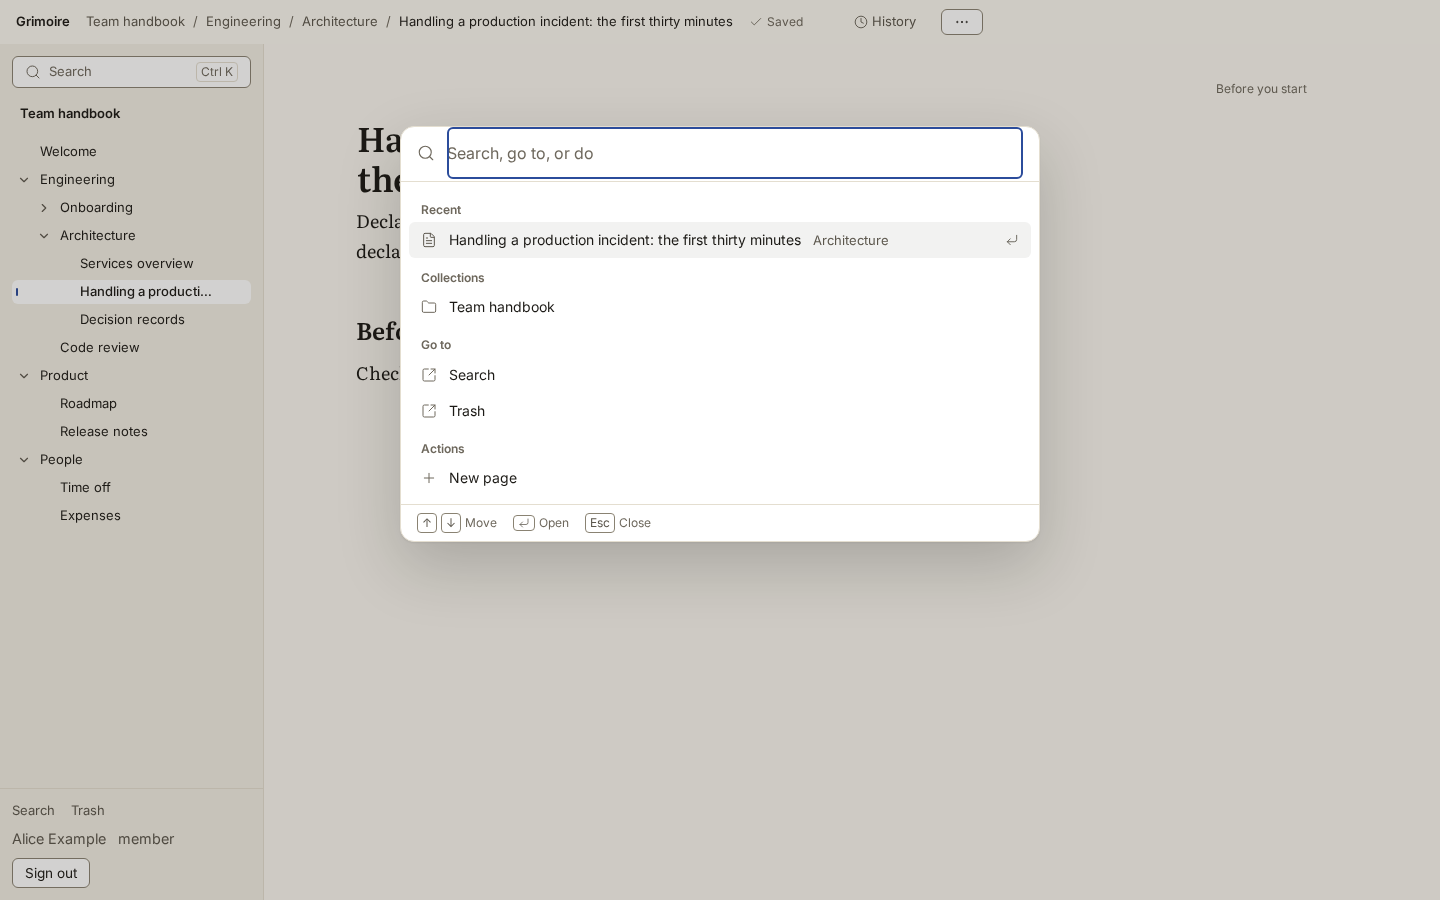 Grimoire Team handbook / Engineering / Architecture / Handling a production incident: the first thirty minutes Saved History ...
Search Ctrl K
Team handbook
Welcome
Engineering
Onboarding
Architecture
Services overview
Handling a producti...
Decision records
Code review
Product
Roadmap
Release notes
People
Time off
Expenses
Search Trash
Alice Example member
Sign out
Before you start
Search, go to, or do
Recent
Handling a production incident: the first thirty minutes Architecture
Collections
Team handbook
Go to
Search
Trash
Actions
New page
Move Open Esc Close